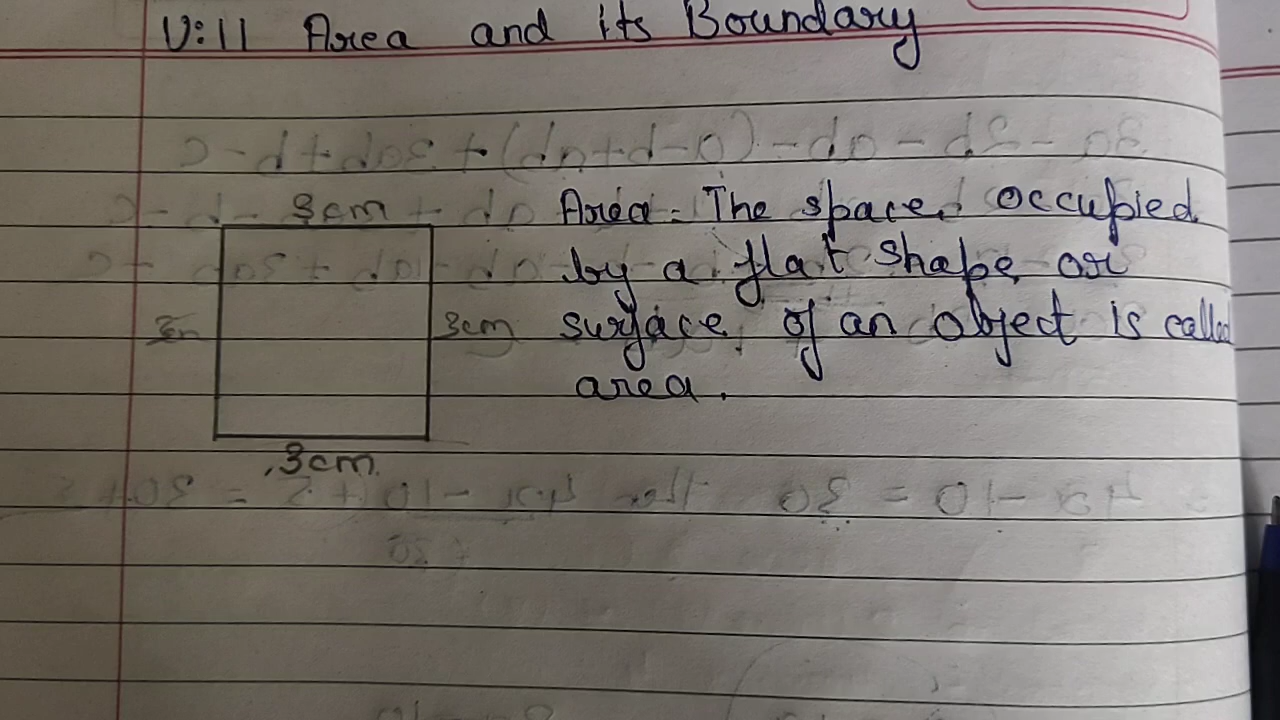 U:11 Area and its Boundary
3cm
Area - The space occupied
by a flat shape or
3cm surface of an object is called
area.
3cm